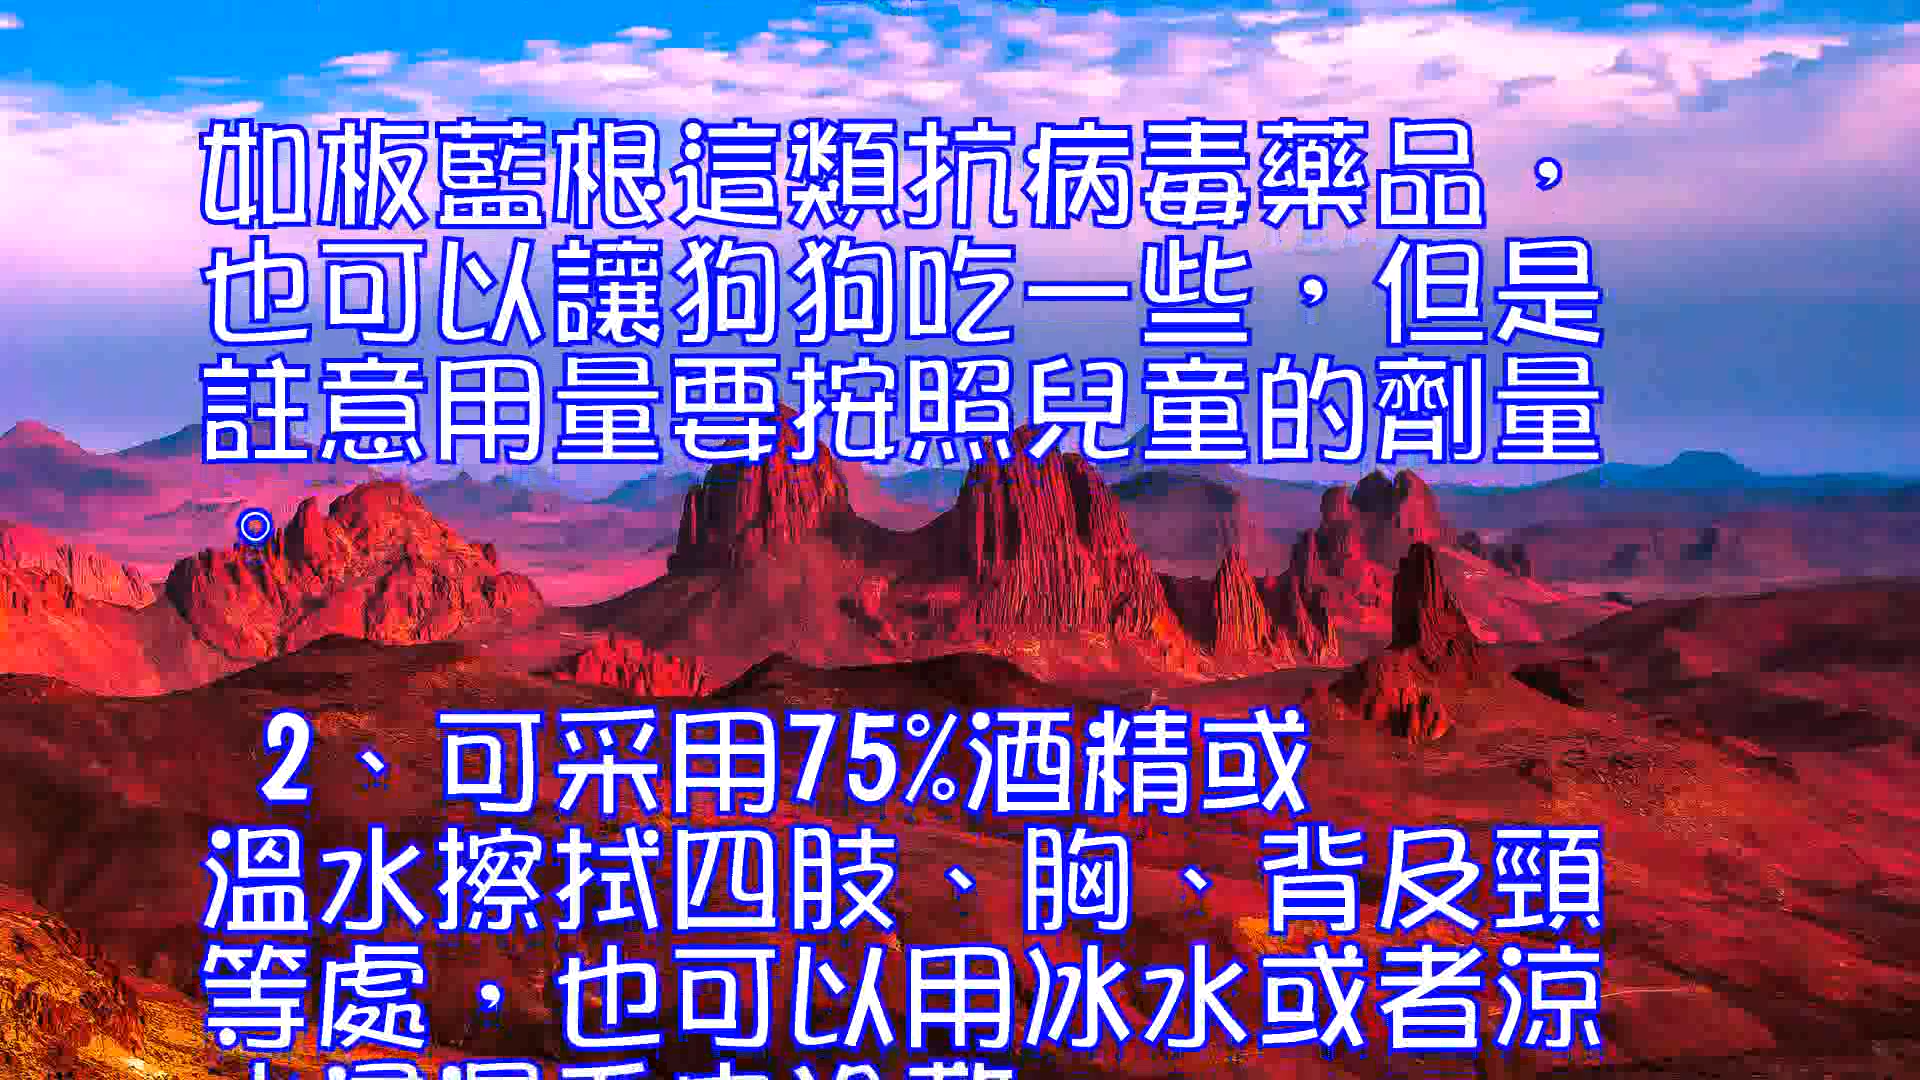 如板藍根這類抗病毒藥品，
也可以讓狗狗吃一些，但是
註意用量要按照兒童的劑量
。
2、可采用75%酒精或
溫水擦拭四肢、胸、背及頸
等處，也可以用冰水或者涼